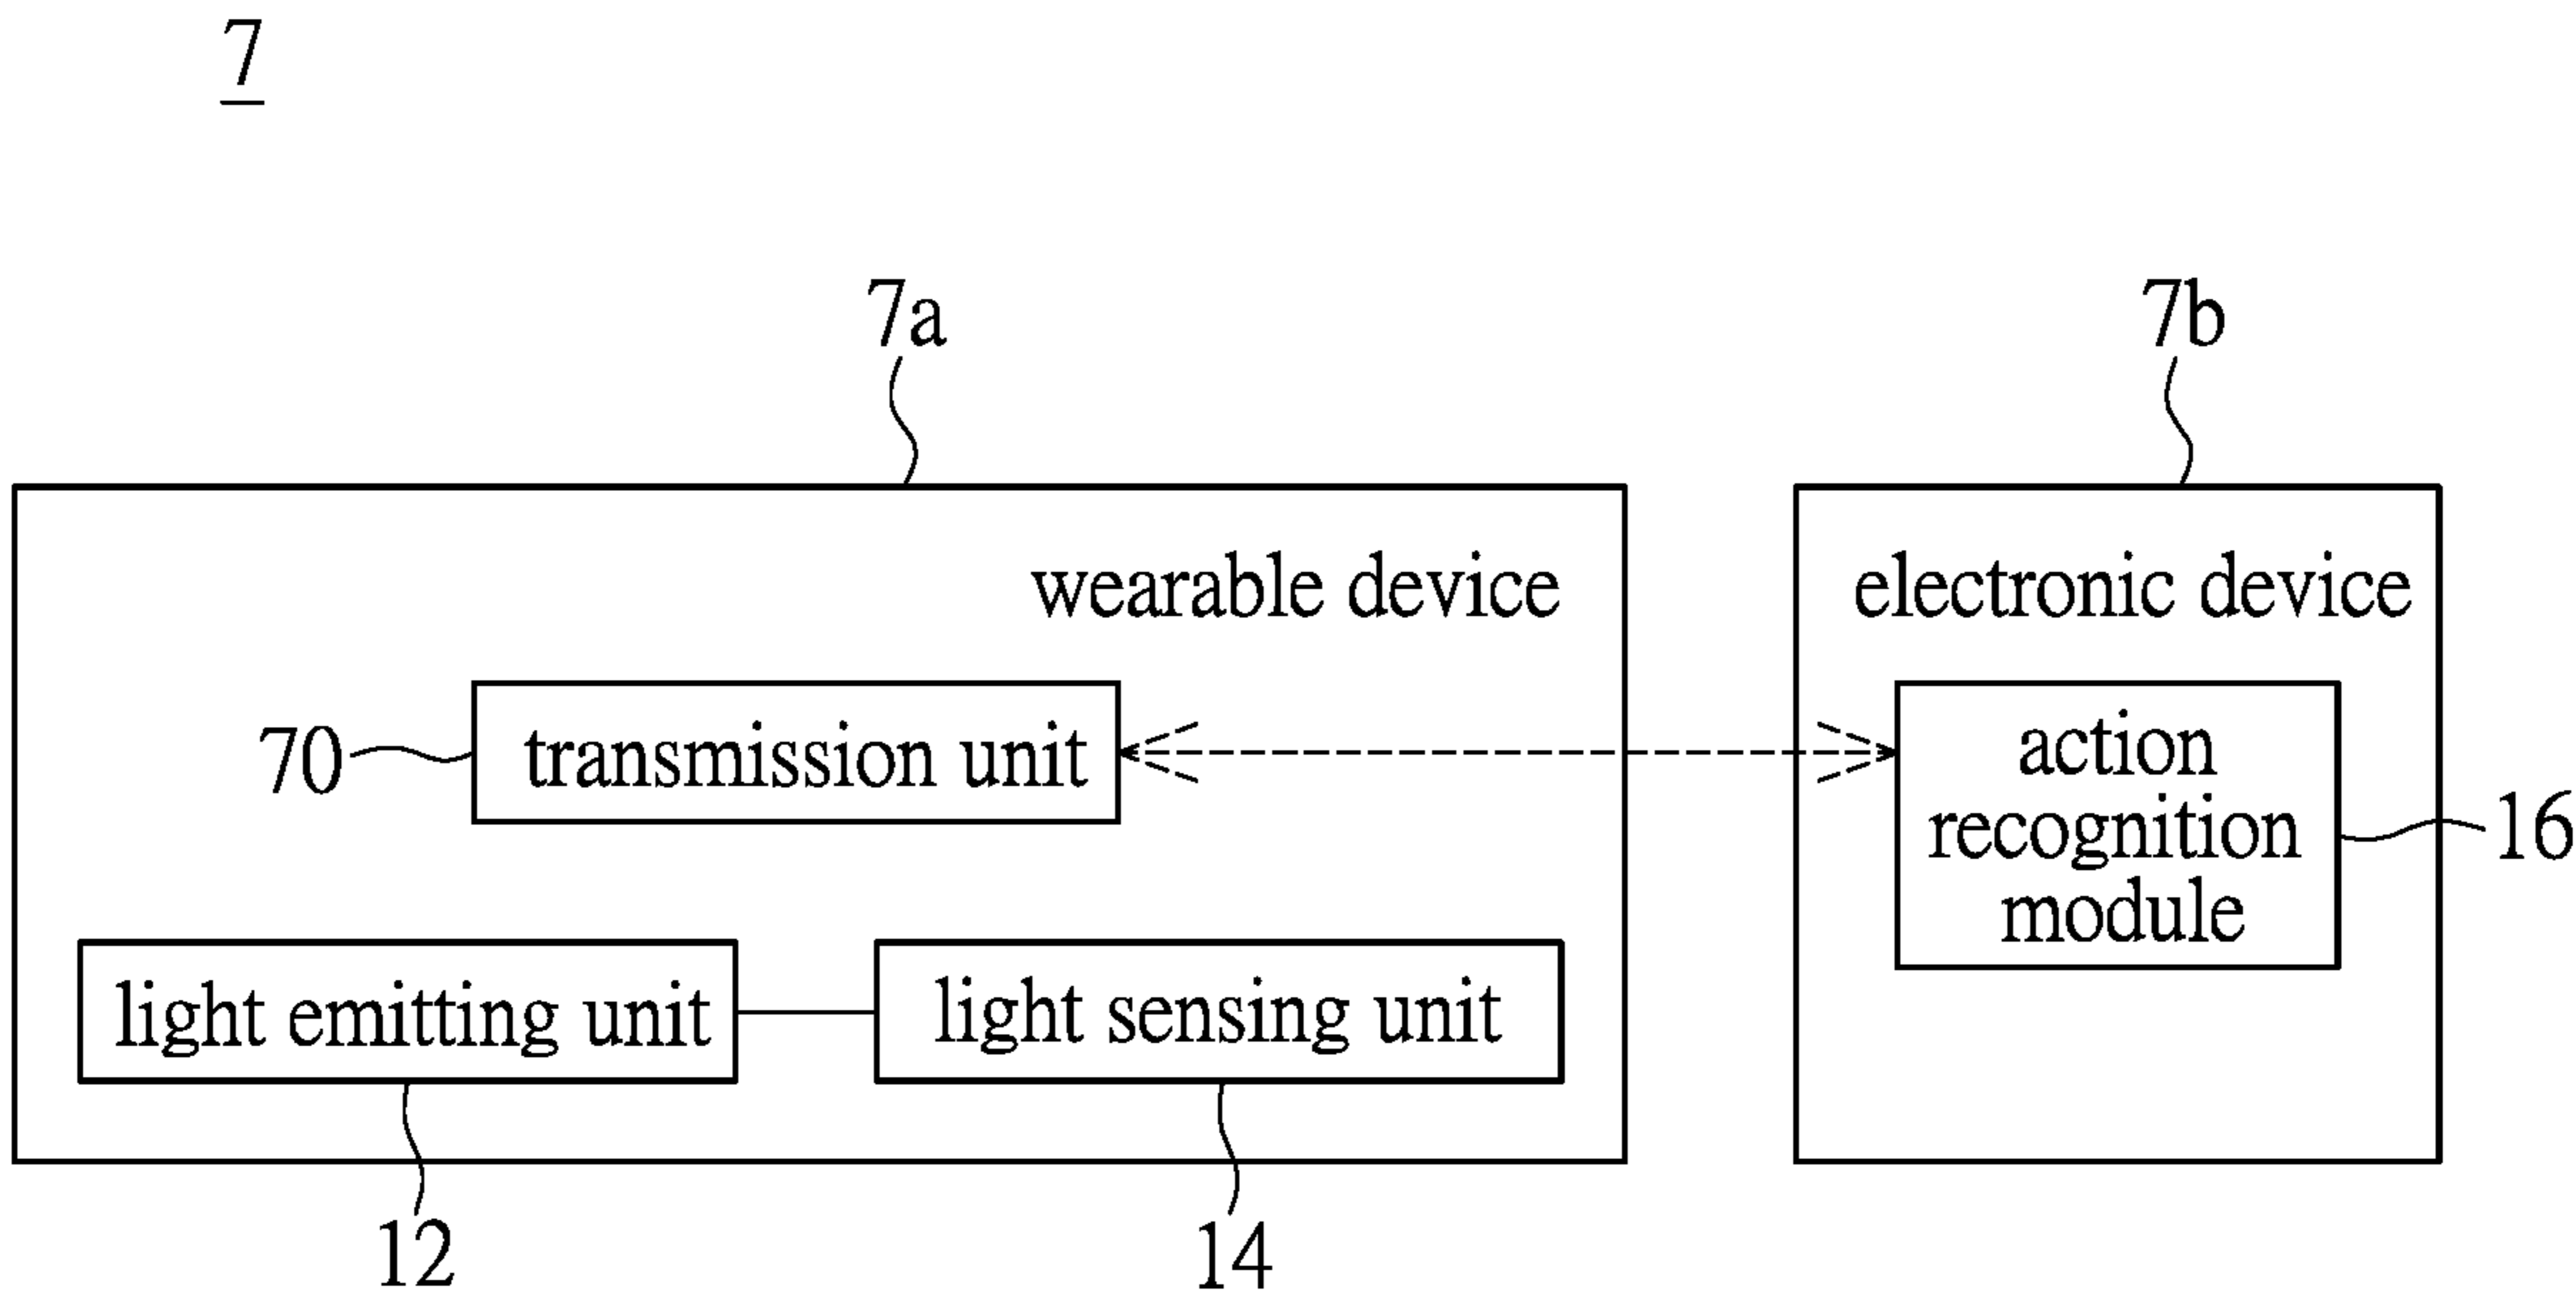 7
7a
7b
wearable device
electronic device
70
transmission unit
action
recognition
module
16
light emitting unit
light sensing unit
12
14